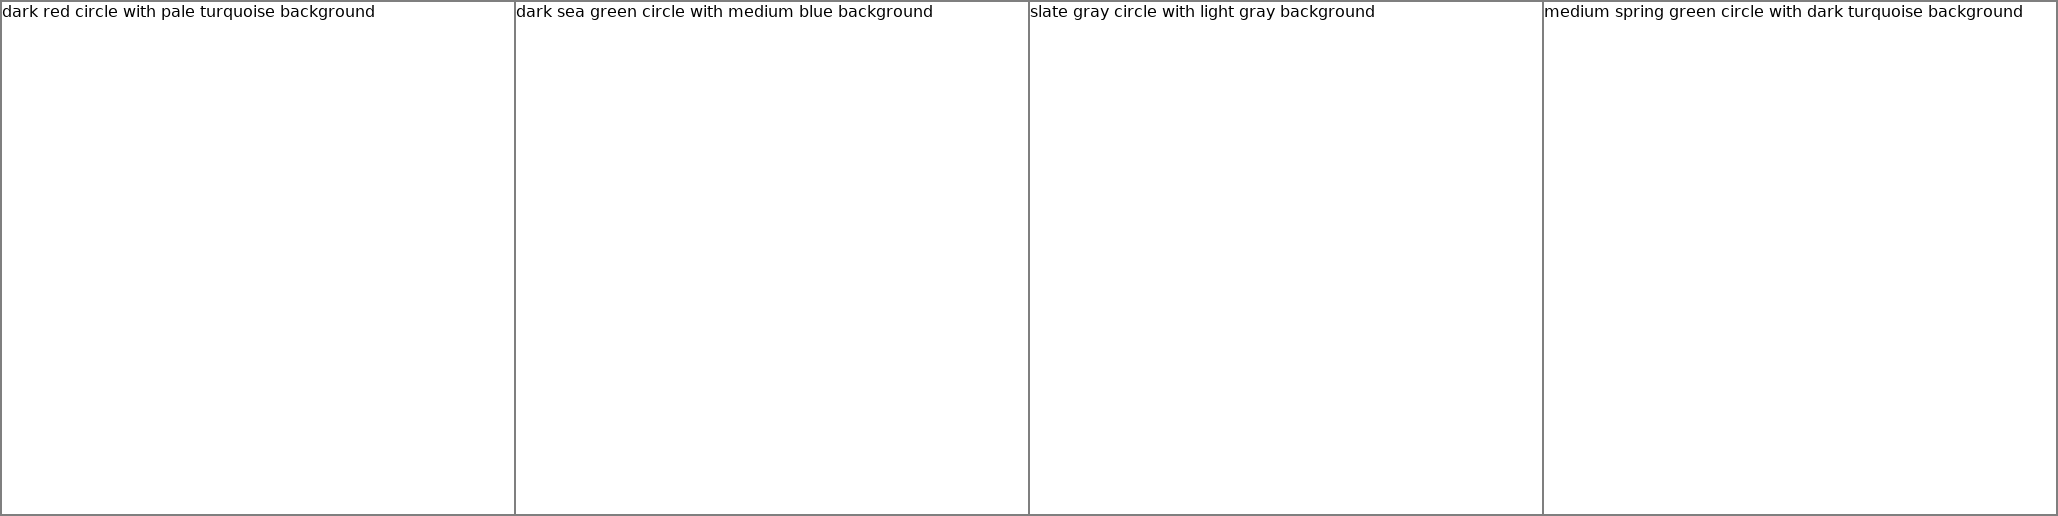 dark red circle with pale turquoise background
dark sea green circle with medium blue background
slate gray circle with light gray background
medium spring green circle with dark turquoise background